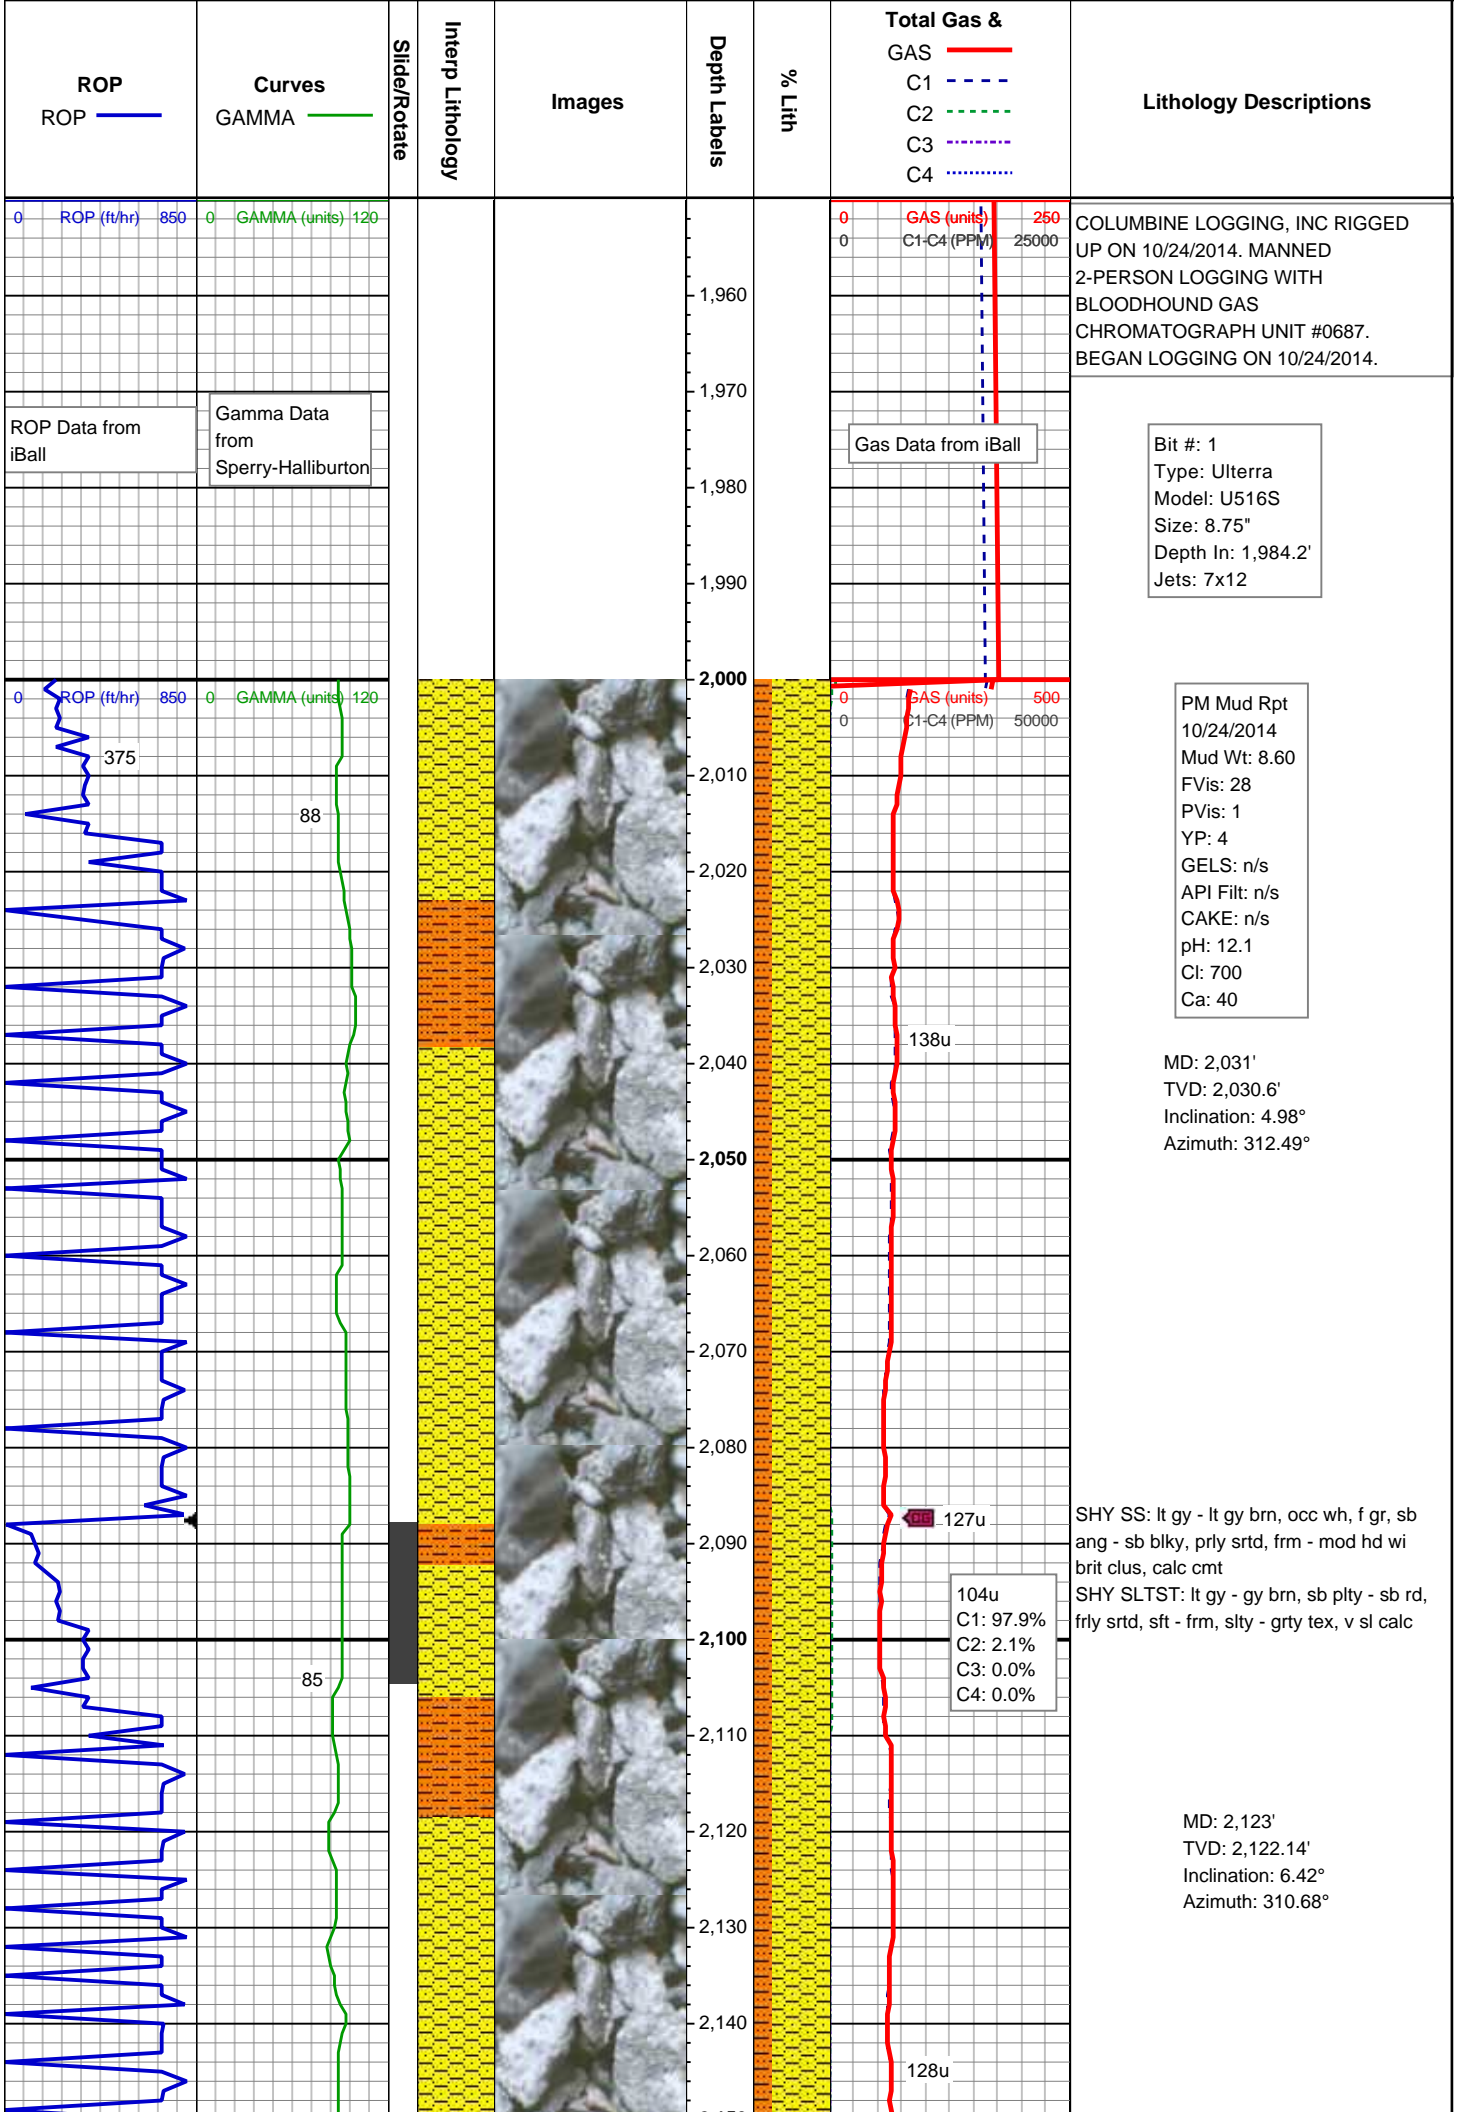 ROP
ROP
Curves
GAMMA
Slide/Rotate
Interp Lithology
Images
Depth Labels
% Lith
Total Gas &
GAS
C1
C2
C3
C4
Lithology Descriptions
0 ROP (ft/hr) 850
0 GAMMA (units) 120
0 GAS (units) 250
0 C1-C4 (PPM) 25000
COLUMBINE LOGGING, INC RIGGED
UP ON 10/24/2014. MANNED
2-PERSON LOGGING WITH
BLOODHOUND GAS
CHROMATOGRAPH UNIT #0687.
BEGAN LOGGING ON 10/24/2014.
1,960
1,970
ROP Data from
iBall
Gamma Data
from
Sperry-Halliburton
Gas Data from iBall
Bit #: 1
Type: Ulterra
Model: U516S
Size: 8.75"
Depth In: 1,984.2'
Jets: 7x12
1,980
1,990
2,000
0 ROP (ft/hr) 850
0 GAMMA (units) 120
0 GAS (units) 500
0 C1-C4 (PPM) 50000
PM Mud Rpt
10/24/2014
Mud Wt: 8.60
FVis: 28
PVis: 1
YP: 4
GELS: n/s
API Filt: n/s
CAKE: n/s
pH: 12.1
Cl: 700
Ca: 40
375
2,010
88
2,020
2,030
138u
2,040
MD: 2,031'
TVD: 2,030.6'
Inclination: 4.98°
Azimuth: 312.49°
2,050
2,060
2,070
2,080
CG 127u
SHY SS: lt gy - lt gy brn, occ wh, f gr, sb
ang - sb blky, prly srtd, frm - mod hd wi
brit clus, calc cmt
SHY SLTST: lt gy - gy brn, sb plty - sb rd,
frly srtd, sft - frm, slty - grty tex, v sl calc
2,090
104u
C1: 97.9%
C2: 2.1%
C3: 0.0%
C4: 0.0%
2,100
85
2,110
2,120
MD: 2,123'
TVD: 2,122.14'
Inclination: 6.42°
Azimuth: 310.68°
2,130
2,140
128u